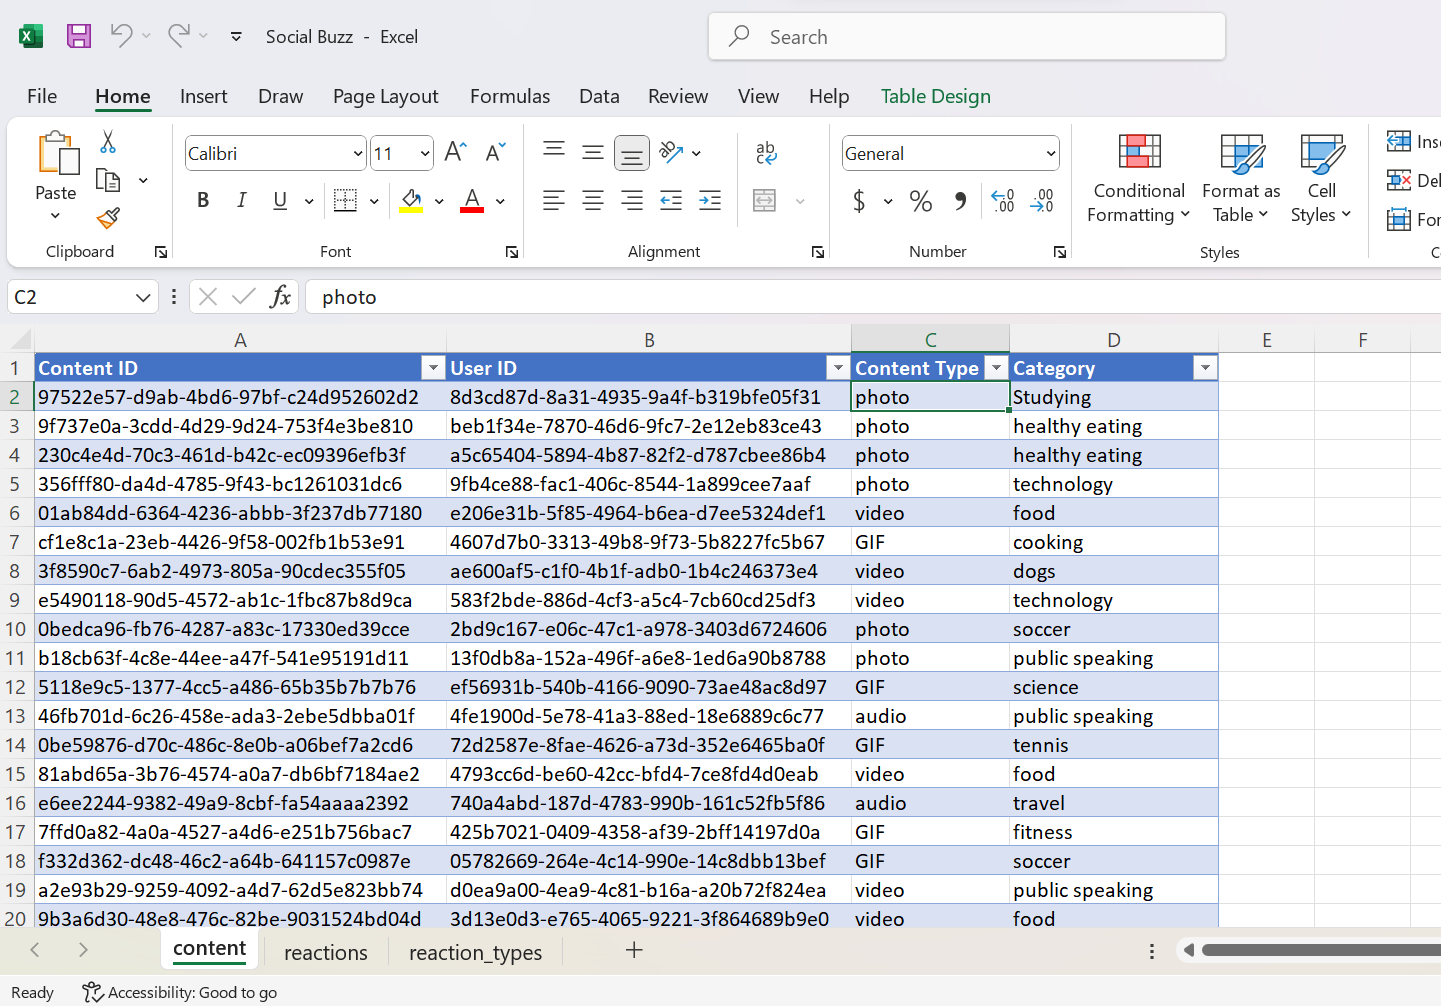 Social Buzz - Excel
Search
File Home Insert Draw Page Layout Formulas Data Review View Help Table Design
Paste
Calibri 11
B I U
General
$ %
Conditional Formatting
Format as Table
Cell Styles
Clipboard Font Alignment Number Styles
C2 fx photo
A B C D E F
1 Content ID User ID Content Type Category
2 97522e57-d9ab-4bd6-97bf-c24d952602d2 8d3cd87d-8a31-4935-9a4f-b319bfe05f31 photo Studying
3 9f737e0a-3cdd-4d29-9d24-753f4e3be810 beb1f34e-7870-46d6-9fc7-2e12eb83ce43 photo healthy eating
4 230c4e4d-70c3-461d-b42c-ec09396efb3f a5c65404-5894-4b87-82f2-d787cbee86b4 photo healthy eating
5 356fff80-da4d-4785-9f43-bc1261031dc6 9fb4ce88-fac1-406c-8544-1a899cee7aaf photo technology
6 01ab84dd-6364-4236-abbb-3f237db77180 e206e31b-5f85-4964-b6ea-d7ee5324def1 video food
7 cf1e8c1a-23eb-4426-9f58-002fb1b53e91 4607d7b0-3313-49b8-9f73-5b8227fc5b67 GIF cooking
8 3f8590c7-6ab2-4973-805a-90cdec355f05 ae600af5-c1f0-4b1f-adb0-1b4c246373e4 video dogs
9 e5490118-90d5-4572-ab1c-1fbc87b8d9ca 583f2bde-886d-4cf3-a5c4-7cb60cd25df3 video technology
10 0bedca96-fb76-4287-a83c-17330ed39cce 2bd9c167-e06c-47c1-a978-3403d6724606 photo soccer
11 b18cb63f-4c8e-44ee-a47f-541e95191d11 13f0db8a-152a-496f-a6e8-1ed6a90b8788 photo public speaking
12 5118e9c5-1377-4cc5-a486-65b35b7b7b76 ef56931b-540b-4166-9090-73ae48ac8d97 GIF science
13 46fb701d-6c26-458e-ada3-2ebe5dbba01f 4fe1900d-5e78-41a3-88ed-18e6889c6c77 audio public speaking
14 0be59876-d70c-486c-8e0b-a06bef7a2cd6 72d2587e-8fae-4626-a73d-352e6465ba0f GIF tennis
15 81abd65a-3b76-4574-a0a7-db6bf7184ae2 4793cc6d-be60-42cc-bfd4-7ce8fd4d0eab video food
16 e6ee2244-9382-49a9-8cbf-fa54aaaa2392 740a4abd-187d-4783-990b-161c52fb5f86 audio travel
17 7ffd0a82-4a0a-4527-a4d6-e251b756bac7 425b7021-0409-4358-af39-2bff14197d0a GIF fitness
18 f332d362-dc48-46c2-a64b-641157c0987e 05782669-264e-4c14-990e-14c8dbb13bef GIF soccer
19 a2e93b29-9259-4092-a4d7-62d5e823bb74 d0ea9a00-4ea9-4c81-b16a-a20b72f824ea video public speaking
20 9b3a6d30-48e8-476c-82be-9031524bd04d 3d13e0d3-e765-4065-9221-3f864689b9e0 video food
content reactions reaction_types
Ready Accessibility: Good to go